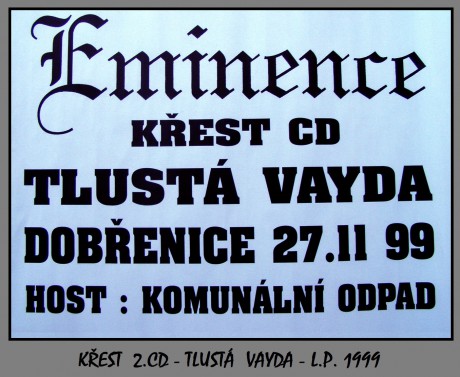 Eminence
KŘEST CD
TLUSTÁ VAYDA
DOBŘENICE 27.11 99
HOST : KOMUNÁLNÍ ODPAD
KŘEST 2.CD - TLUSTÁ VAYDA - L.P. 1999